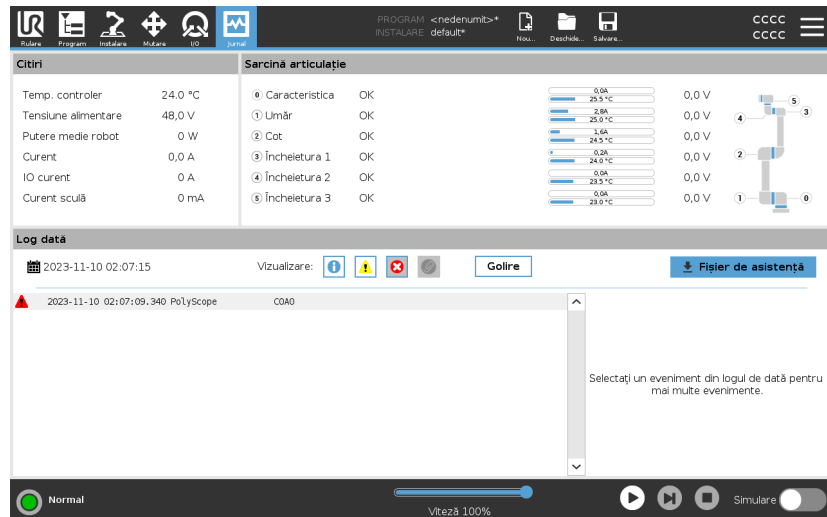 PROGRAM <nedenumit>*
INSTALARE default*
cccc
cccc
Rulare Program Instalare Mutare I/O Jurnal
Nou... Deschide... Salvare...
Citiri
Sarcină articulație
Temp. controler 24.0 °C
Tensiune alimentare 48,0 V
Putere medie robot 0 W
Curent 0,0 A
IO curent 0 A
Curent sculă 0 mA
0 Caracteristica OK 0,0A 25.5 °C 0,0 V
1 Umăr OK 2,8A 25.0 °C 0,0 V
2 Cot OK 1,6A 24.5 °C 0,0 V
3 Încheietura 1 OK 0,2A 24.0 °C 0,0 V
4 Încheietura 2 OK 0,0A 23.5 °C 0,0 V
5 Încheietura 3 OK 0,0A 23.0 °C 0,0 V
5
4 3
2
1 0
Log dată
2023-11-10 02:07:15
Vizualizare:
Golire
Fișier de asistență
2023-11-10 02:07:09.340 PolyScope C0A0
Selectați un eveniment din logul de dată pentru
mai multe evenimente.
Normal
Viteză 100%
Simulare